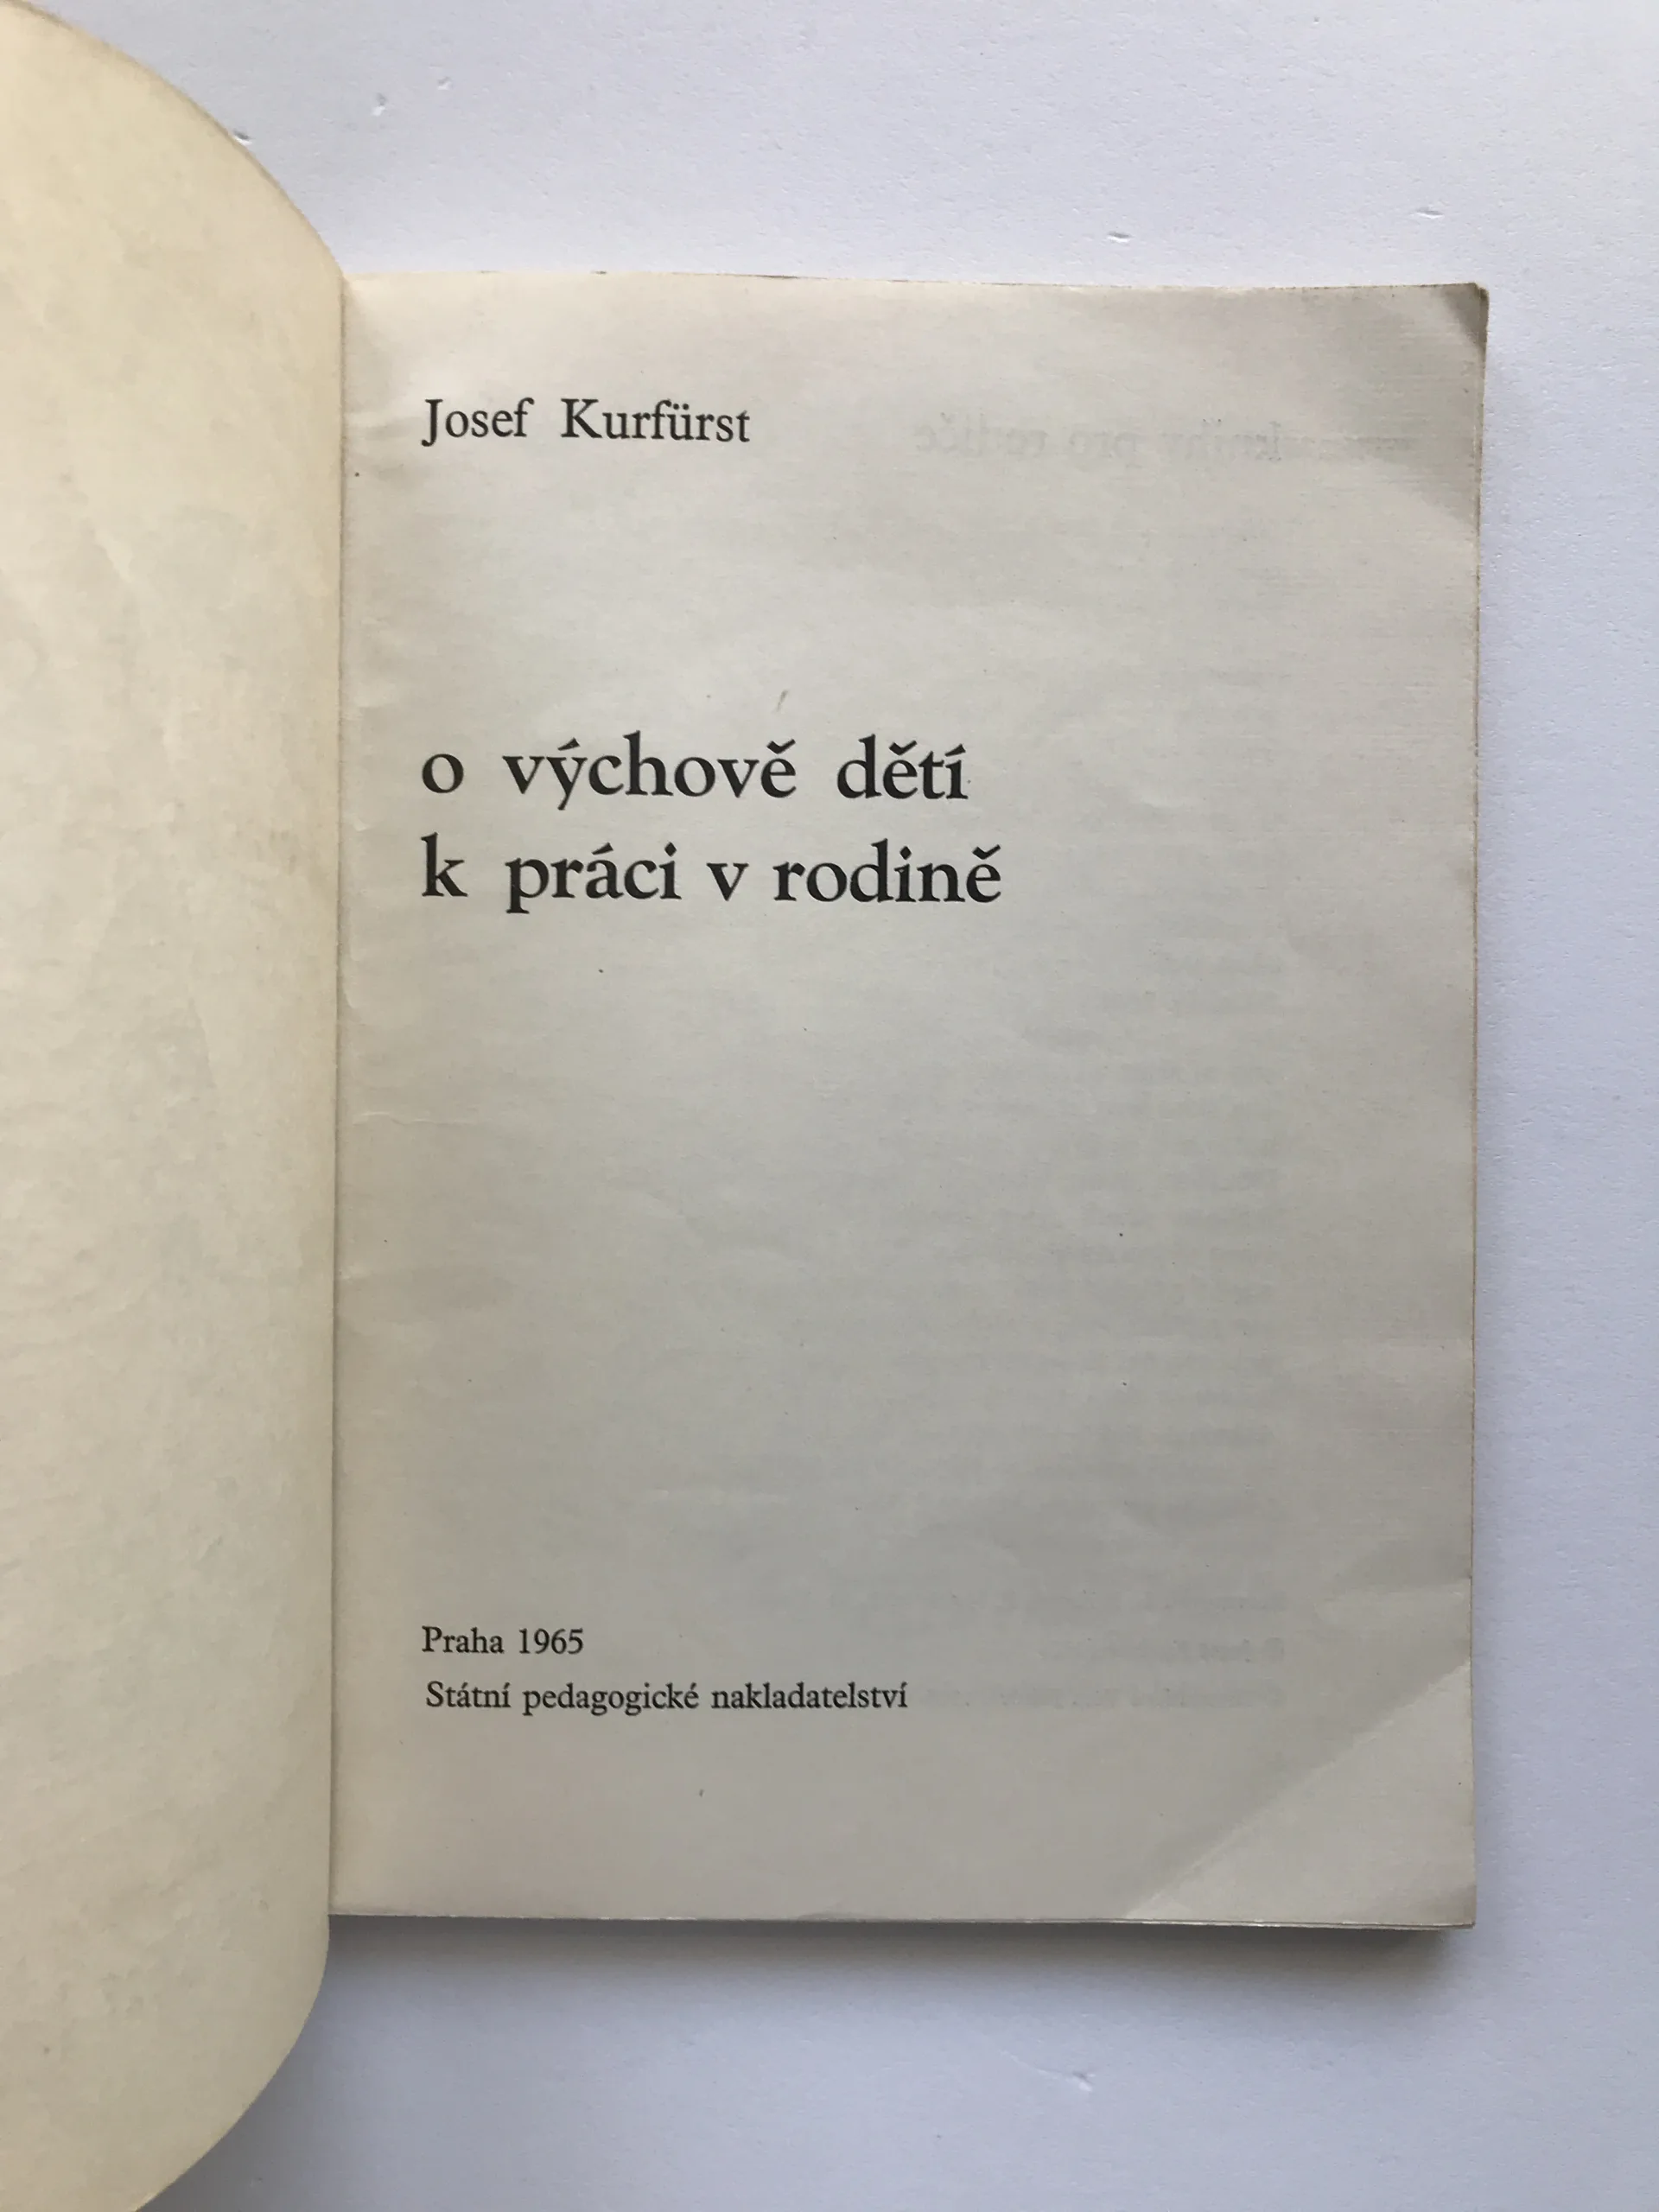 Josef Kurfürst
o výchově dětí
k práci v rodině
Praha 1965
Státní pedagogické nakladatelství